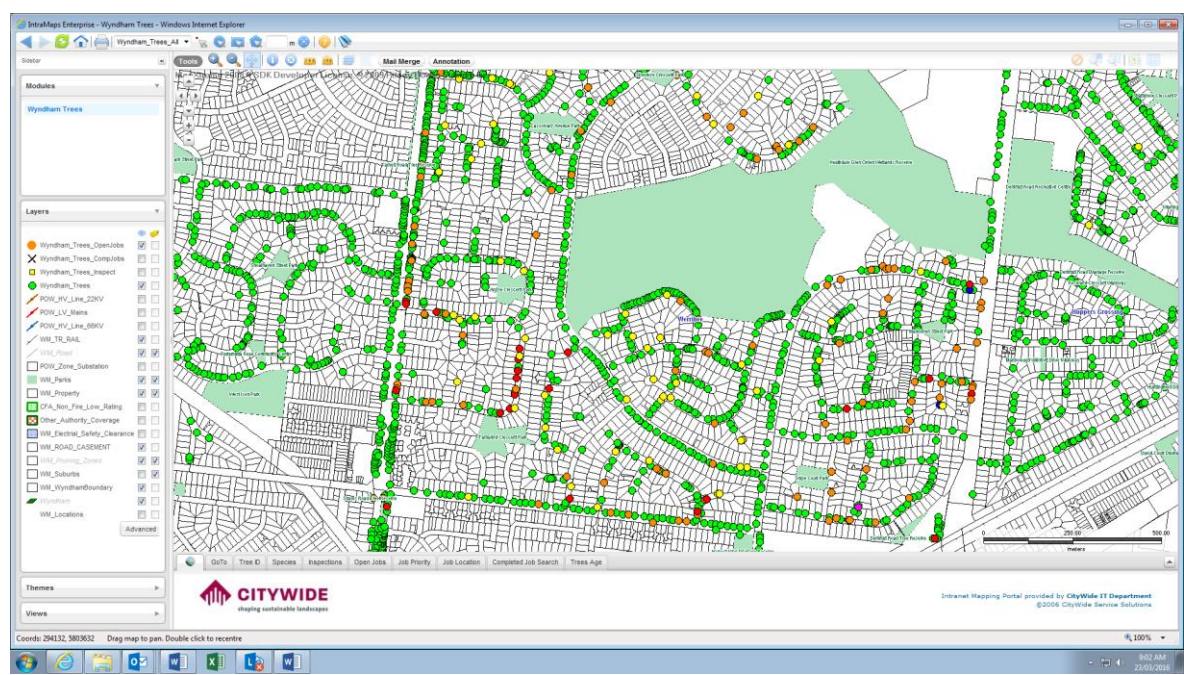 IntraMaps Enterprise - Wyndham Trees - Windows Internet Explorer
Wyndham_Trees_All
m
Sidebar
Tools
Mail Merge
Annotation
Modules
Wyndham Trees
Layers
Wyndham_Trees_OpenJobs
Wyndham_Trees_CompJobs
Wyndham_Trees_Inspect
Wyndham_Trees
POW_HV_Line_22KV
POW_LV_Mains
POW_HV_Line_66KV
WM_TR_RAIL
WM_Road
POW_Zone_Substation
WM_Parks
WM_Property
CFA_Non_Fire_Low_Rating
Other_Authority_Coverage
WM_Electrial_Safety_Clearance
WM_ROAD_CASEMENT
WM_Pruning_Zones
WM_Suburbs
WM_WyndhamBoundary
Wyndham
WM_Locations
Advanced
Themes
Views
Werribee
Hoppers Crossing
250.00
500.00
meters
GoTo
Tree ID
Species
Inspections
Open Jobs
Job Priority
Job Location
Completed Job Search
Trees Age
CITYWIDE
shaping sustainable landscapes
Intranet Mapping Portal provided by CityWide IT Department
©2006 CityWide Service Solutions
Coords: 294132, 5803632 Drag map to pan. Double click to recentre
100%
9:02 AM
23/03/2016